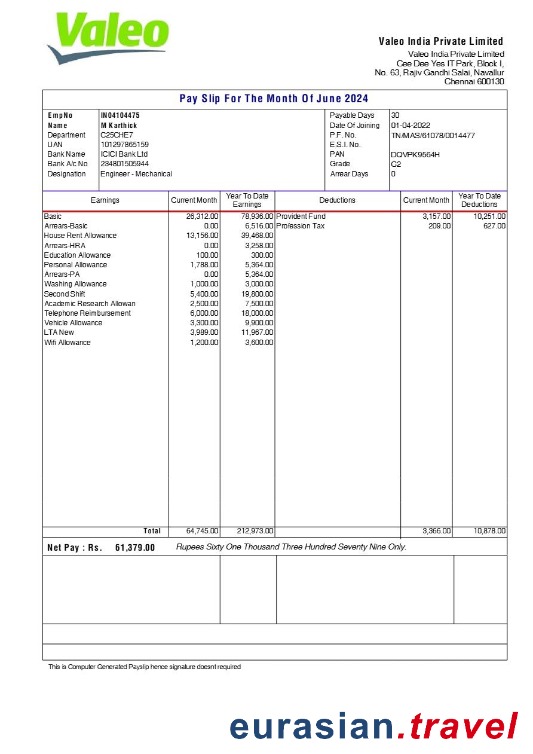 Valeo
Valeo India Private Limited
Valeo India Private Limited
Cee Dee Yes IT Park, Block I,
No. 63, Rajiv Gandhi Salai, Navallur
Chennai 600130
Pay Slip For The Month Of June 2024
EmpNo IN04104475 Payable Days 30
Name M Karthick Date Of Joining 01-04-2022
Department C25CHE7 P.F. No. TN/MAS/61078/0014477
UAN 101297865159 E.S.I. No.
Bank Name ICICI Bank Ltd PAN DQVPK9564H
Bank A/c No 234801505944 Grade G2
Designation Engineer - Mechanical Arrear Days 0
Earnings Current Month Year To Date Earnings Deductions Current Month Year To Date Deductions
Basic 26,312.00 78,936.00 Provident Fund 3,157.00 10,251.00
Arrears-Basic 0.00 6,516.00 Profession Tax 209.00 627.00
House Rent Allowance 13,156.00 39,468.00
Arrears-HRA 0.00 3,258.00
Education Allowance 100.00 300.00
Personal Allowance 1,788.00 5,364.00
Arrears-PA 0.00 5,364.00
Washing Allowance 1,000.00 3,000.00
Second Shift 5,400.00 19,800.00
Academic Research Allowan 2,500.00 7,500.00
Telephone Reimbursement 6,000.00 18,000.00
Vehicle Allowance 3,300.00 9,900.00
LTA New 3,989.00 11,967.00
Wifi Allowance 1,200.00 3,600.00
Total 64,745.00 212,973.00 3,366.00 10,878.00
Net Pay : Rs. 61,379.00 Rupees Sixty One Thousand Three Hundred Seventy Nine Only.
This is Computer Generated Payslip hence signature doesnt required
eurasian.travel